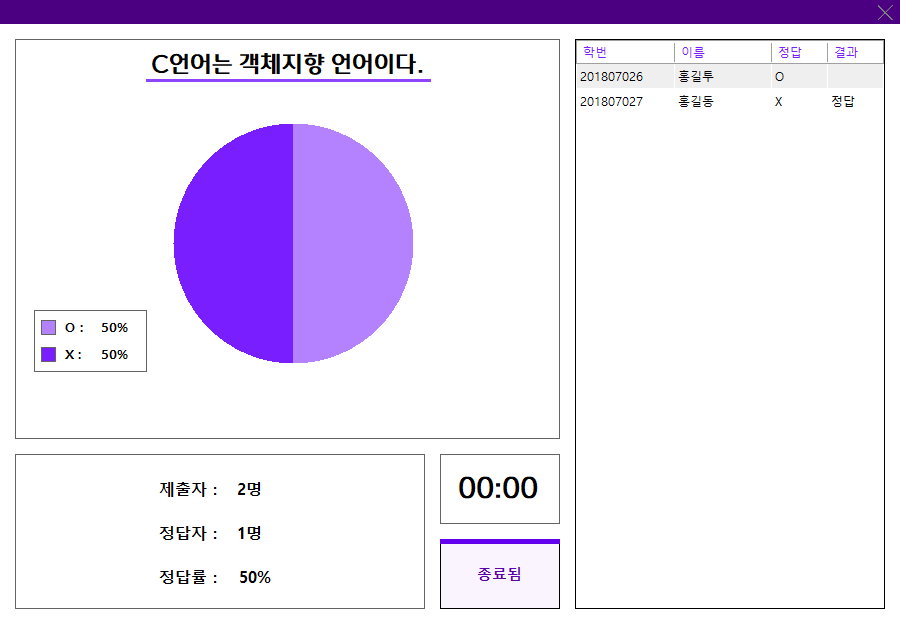 C언어는 객체지향 언어이다.
O : 50%
X : 50%
제출자 : 2명
정답자 : 1명
정답률 : 50%
00:00
종료됨
학번 이름 정답 결과
201807026 홍길투 O
201807027 홍길동 X 정답